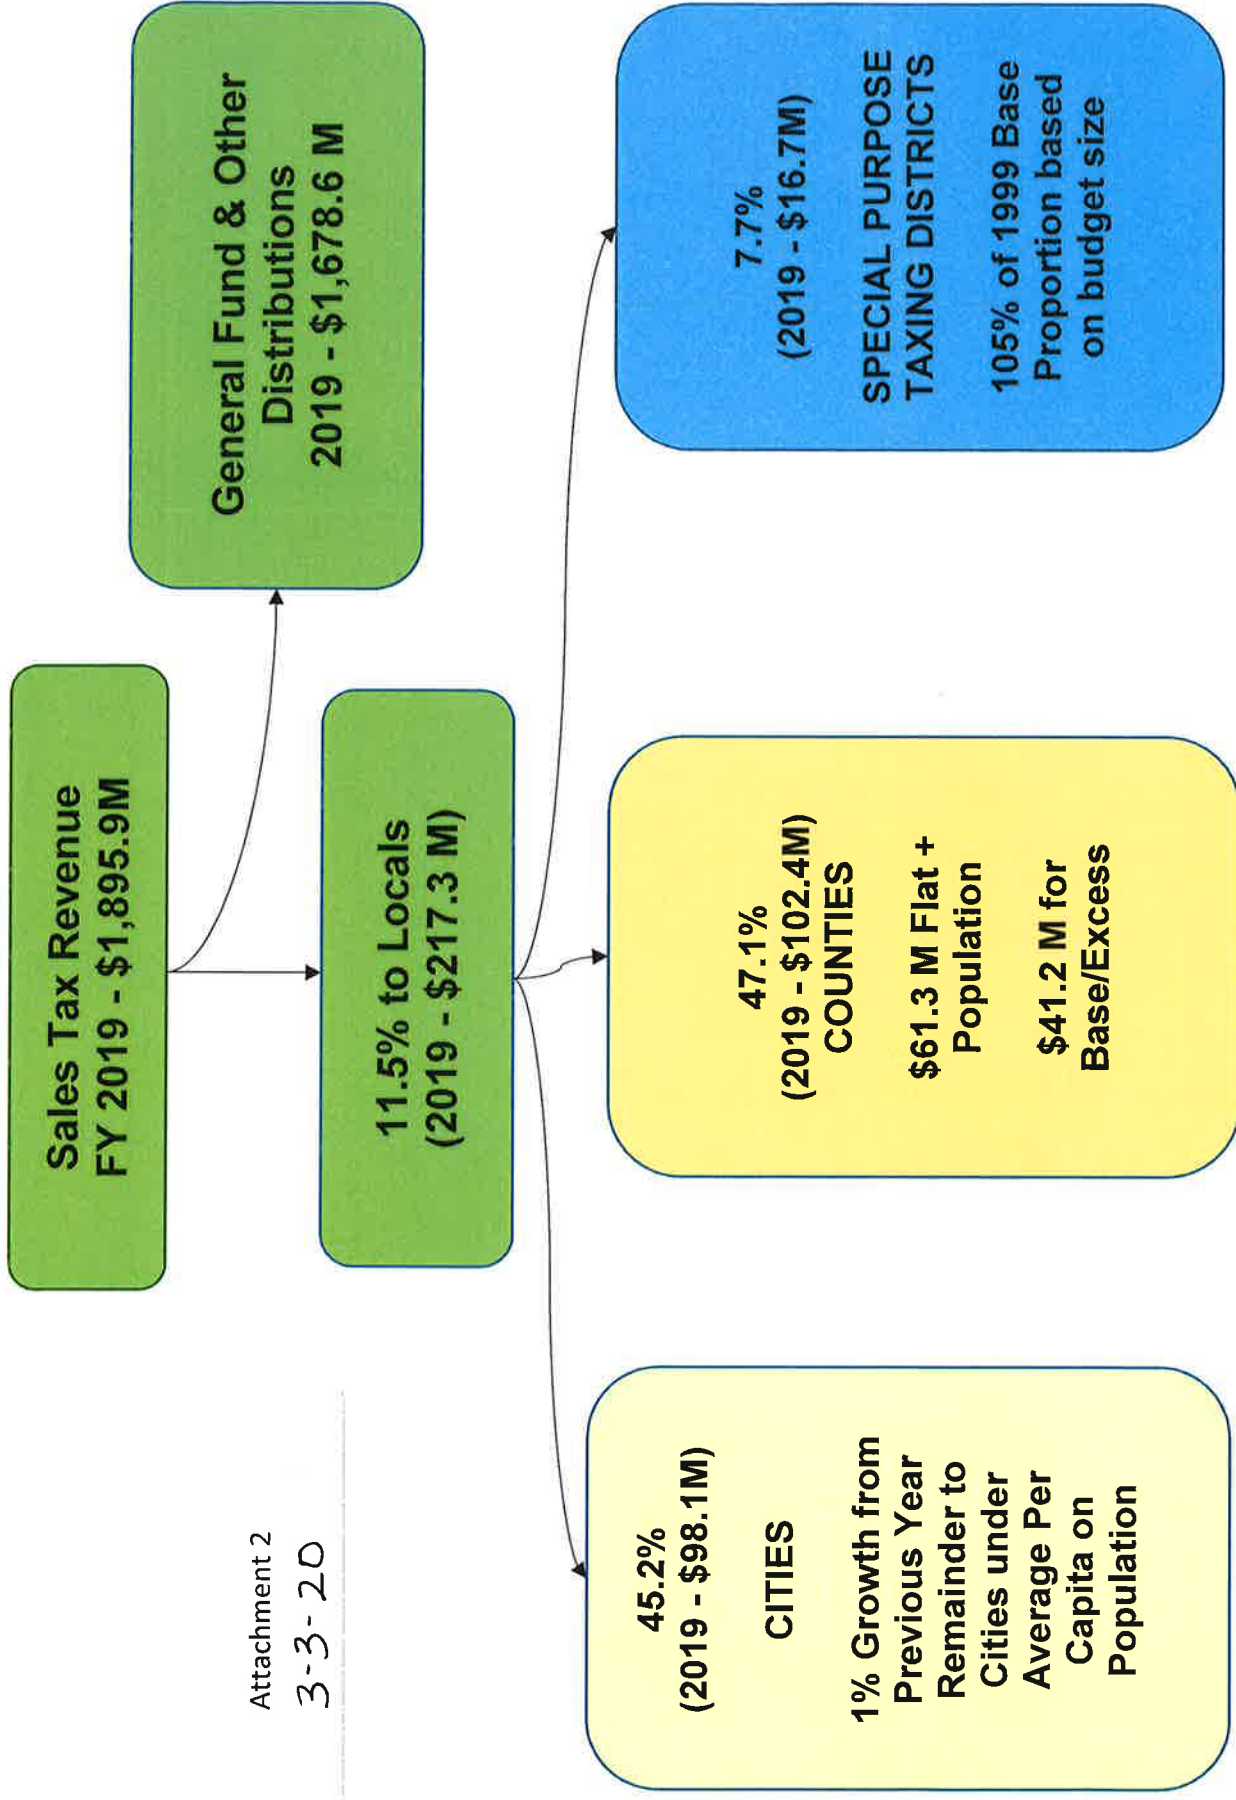 Attachment 2
3-3-20
Sales Tax Revenue
FY 2019 - $1,895.9M
General Fund & Other
Distributions
2019 - $1,678.6 M
11.5% to Locals
(2019 - $217.3 M)
45.2%
(2019 - $98.1M)
CITIES
1% Growth from
Previous Year
Remainder to
Cities under
Average Per
Capita on
Population
47.1%
(2019 - $102.4M)
COUNTIES
$61.3 M Flat +
Population
$41.2 M for
Base/Excess
7.7%
(2019 - $16.7M)
SPECIAL PURPOSE
TAXING DISTRICTS
105% of 1999 Base
Proportion based
on budget size